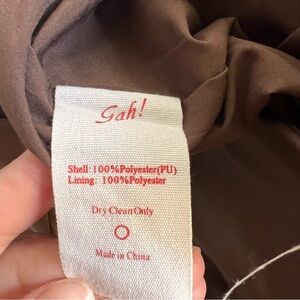 Gah!
Shell: 100%Polyester(PU)
Lining: 100%Polyester
Dry Clean Only
Made in China